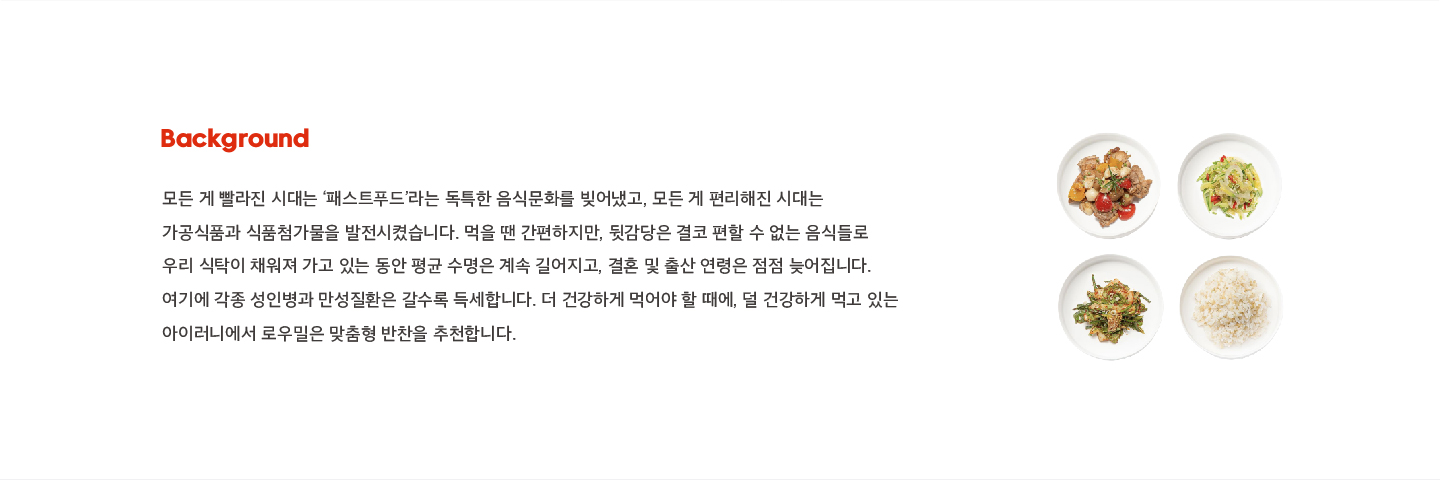 Background
모든 게 빨라진 시대는 ‘패스트푸드’라는 독특한 음식문화를 빚어냈고, 모든 게 편리해진 시대는
가공식품과 식품첨가물을 발전시켰습니다. 먹을 땐 간편하지만, 뒷감당은 결코 편할 수 없는 음식들로
우리 식탁이 채워져 가고 있는 동안 평균 수명은 계속 길어지고, 결혼 및 출산 연령은 점점 늦어집니다.
여기에 각종 성인병과 만성질환은 갈수록 득세합니다. 더 건강하게 먹어야 할 때에, 덜 건강하게 먹고 있는
아이러니에서 로우밀은 맞춤형 반찬을 추천합니다.